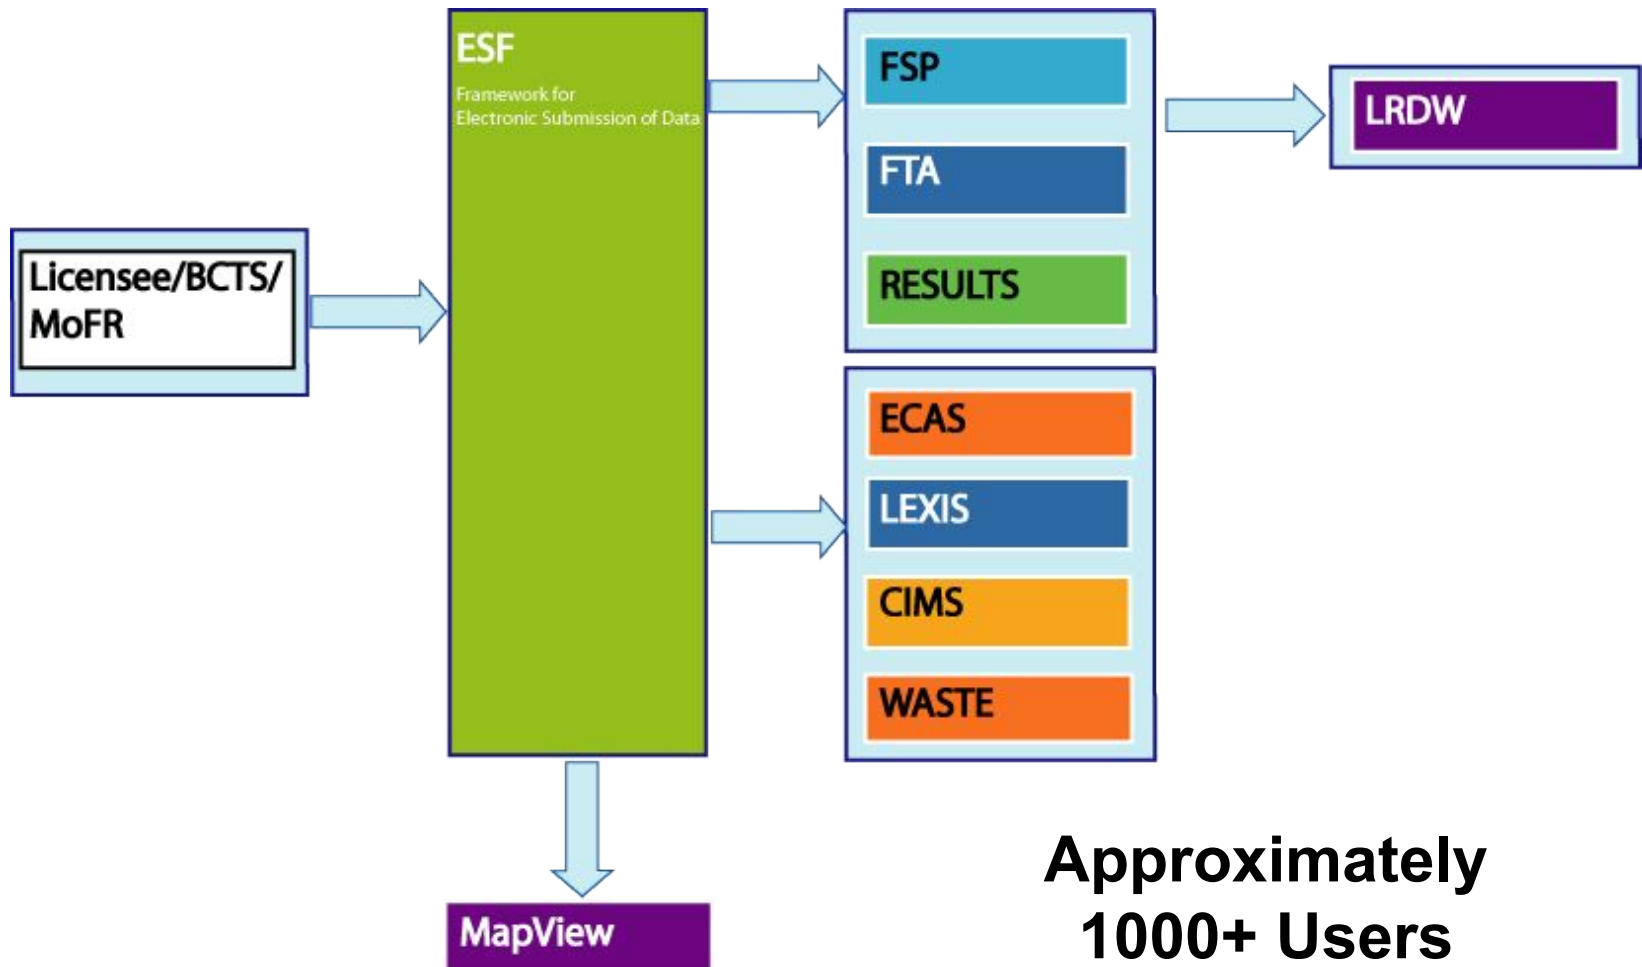 ESF
Framework for
Electronic Submission of Data
FSP
FTA
RESULTS
LRDW
Licensee/BCTS/
MoFR
ECAS
LEXIS
CIMS
WASTE
MapView
Approximately
1000+ Users